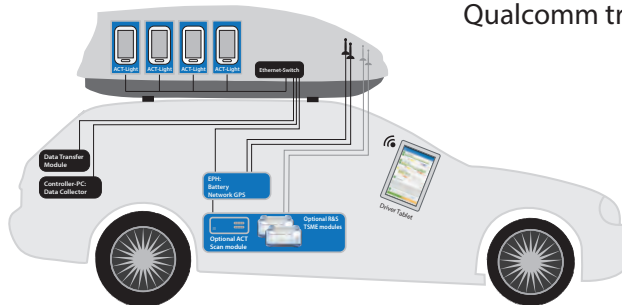 Qualcomm tr
ACT-Light ACT-Light ACT-Light ACT-Light
Ethernet-Switch
Data Transfer
Module
Controller-PC:
Data Collector
EPH:
Battery
Network GPS
Optional R&S
TSME modules
Optional ACT
Scan module
Driver Tablet